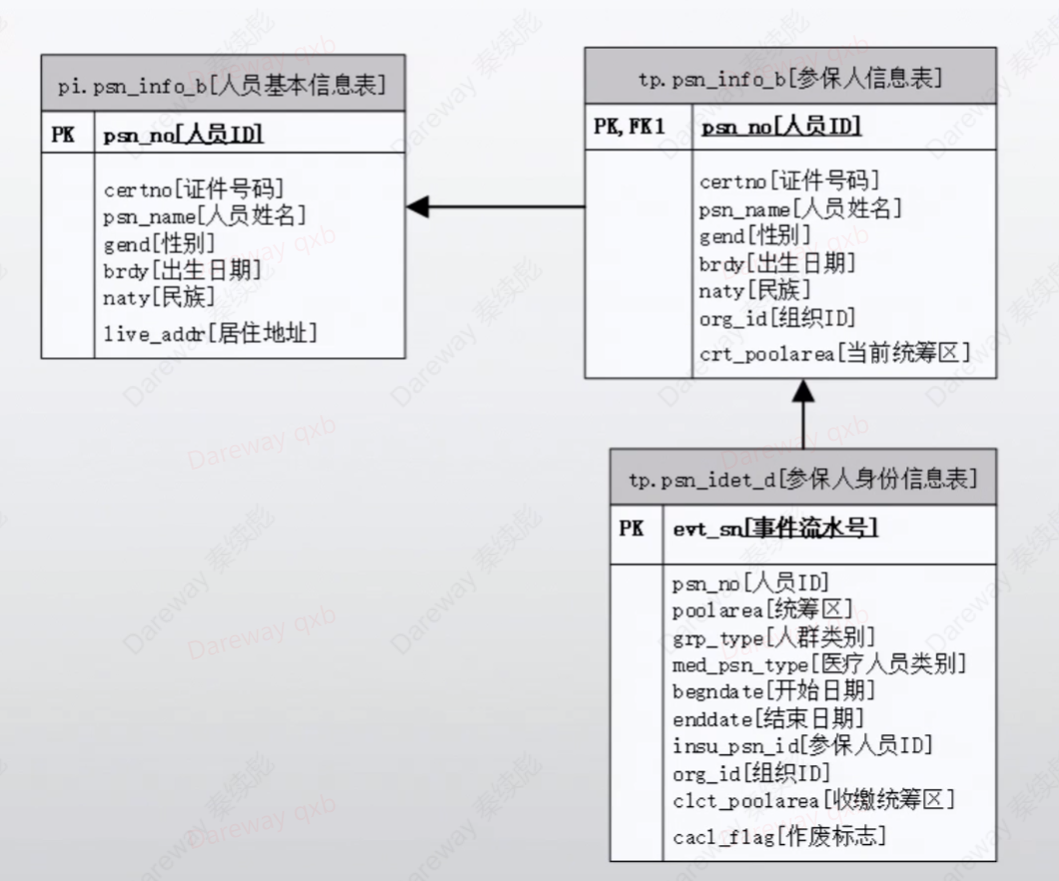 pi.psn_info_b[人员基本信息表]
PK psn_no[人员ID]
certno[证件号码]
psn_name[人员姓名]
gend[性别]
brdy[出生日期]
naty[民族]
live_addr[居住地址]
tp.psn_info_b[参保人信息表]
PK,FK1 psn_no[人员ID]
certno[证件号码]
psn_name[人员姓名]
gend[性别]
brdy[出生日期]
naty[民族]
org_id[组织ID]
crt_poolarea[当前统筹区]
tp.psn_idet_d[参保人身份信息表]
PK evt_sn[事件流水号]
psn_no[人员ID]
poolarea[统筹区]
grp_type[人群类别]
med_psn_type[医疗人员类别]
begndate[开始日期]
enddate[结束日期]
insu_psn_id[参保人员ID]
org_id[组织ID]
clct_poolarea[收缴统筹区]
cacl_flag[作废标志]
Dareway qxb
Dareway 秦续彪